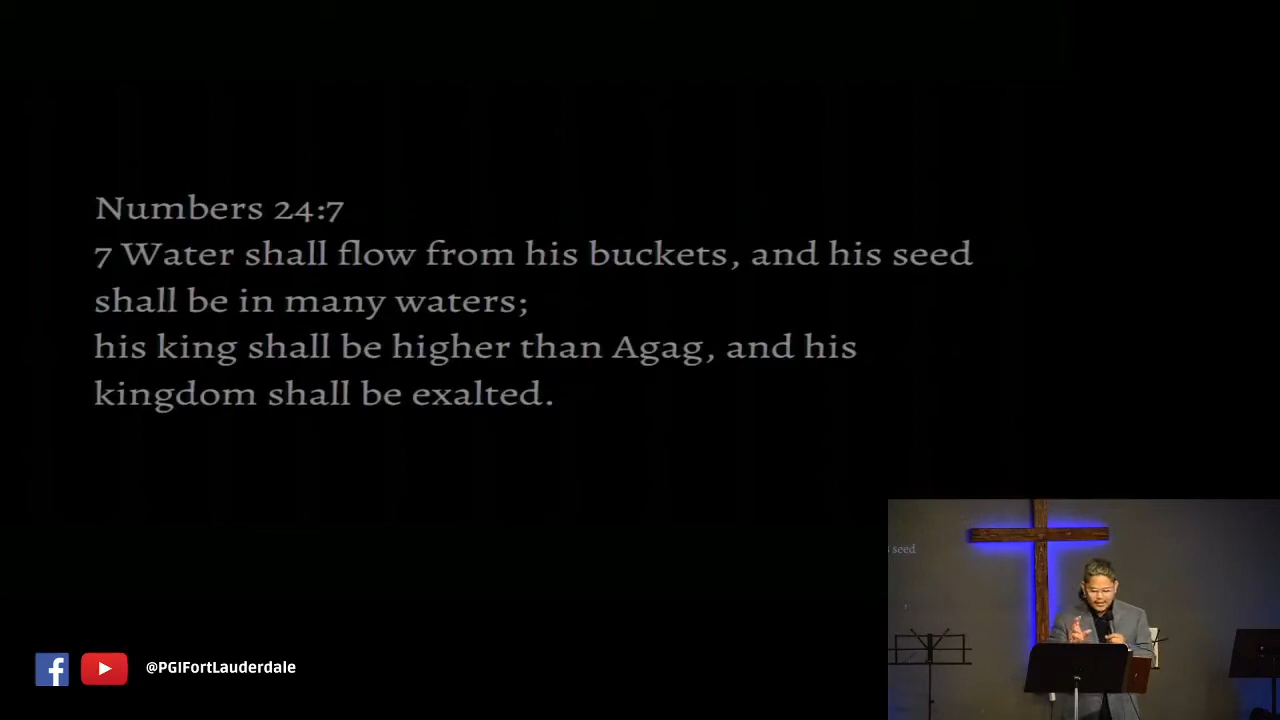 Numbers 24:7
7 Water shall flow from his buckets, and his seed
shall be in many waters;
his king shall be higher than Agag, and his
kingdom shall be exalted.
seed
@PGIFortLauderdale